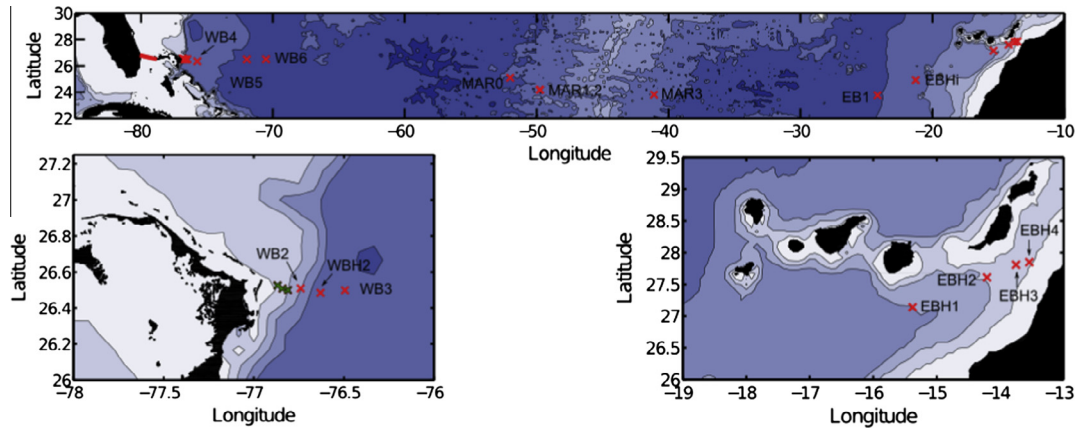 30
28
26
24
22
Latitude
WB4
WB5
WB6
MAR0
MAR1,2
MAR3
EB1
EBHi
−80 −70 −60 −50 −40 −30 −20 −10
Longitude
27.2
27
26.8
26.6
26.4
26.2
26
Latitude
WB2
WBH2
WB3
−78 −77.5 −77 −76.5 −76
Longitude
29.5
29
28.5
28
27.5
27
26.5
26
Latitude
EBH4
EBH2
EBH3
EBH1
−19 −18 −17 −16 −15 −14 −13
Longitude